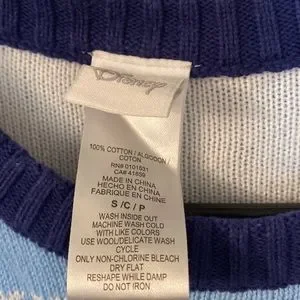 Disney
100% COTTON / ALGODON /
COTON
RN# 0101631
CA# 41859
MADE IN CHINA
HECHO EN CHINA
FABRIQUE EN CHINE
S / C / P
WASH INSIDE OUT
MACHINE WASH COLD
WITH LIKE COLORS
USE WOOL/DELICATE WASH
CYCLE
ONLY NON-CHLORINE BLEACH
DRY FLAT
RESHAPE WHILE DAMP
DO NOT IRON